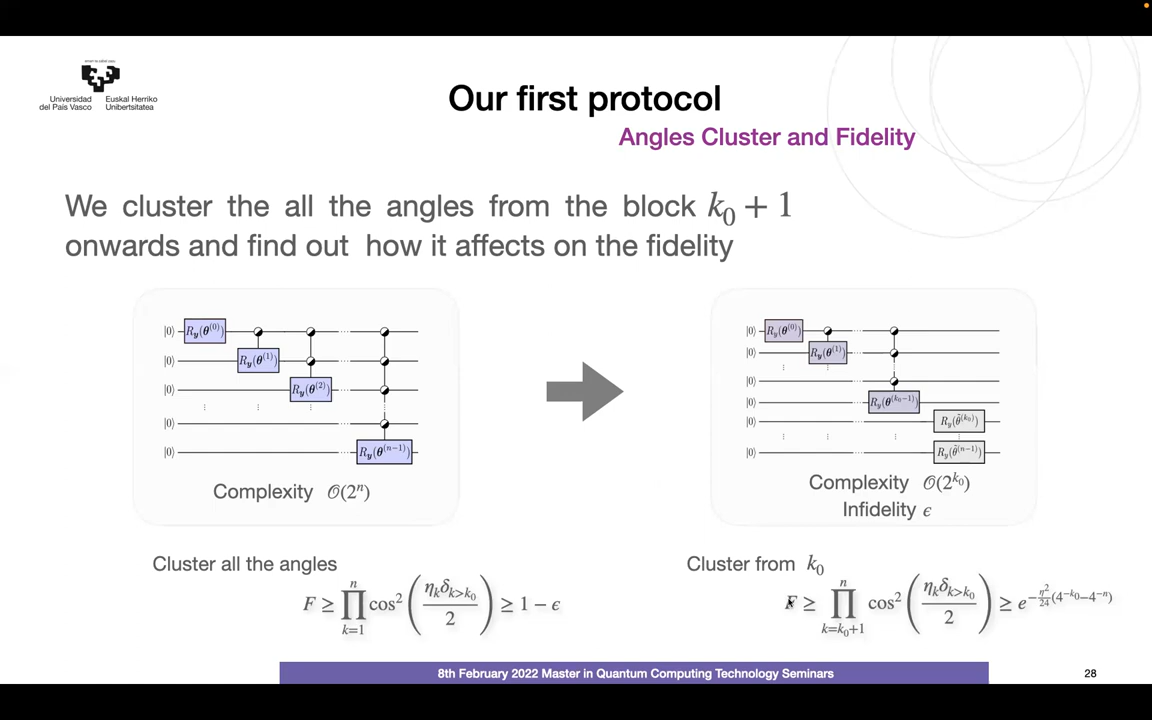 Universidad del País Vasco
Euskal Herriko Unibertsitatea
Our first protocol
Angles Cluster and Fidelity
We cluster the all the angles from the block k₀ + 1
onwards and find out how it affects on the fidelity
|0⟩ R_y(θ^(0))
|0⟩ R_y(θ^(1))
|0⟩ R_y(θ^(2))
|0⟩
|0⟩ R_y(θ^(n−1))
Complexity 𝒪(2ⁿ)
|0⟩ R_y(θ^(0))
|0⟩ R_y(θ^(1))
|0⟩
|0⟩ R_y(θ^(k₀−1))
|0⟩ R_y(θ̃^(k₀))
|0⟩ R_y(θ̃^(n−1))
Complexity 𝒪(2^k₀)
Infidelity ϵ
Cluster all the angles
F ≥ ∏_{k=1}^{n} cos² (η_k δ_{k>k₀} / 2) ≥ 1 − ϵ
Cluster from k₀
F ≥ ∏_{k=k₀+1}^{n} cos² (η_k δ_{k>k₀} / 2) ≥ e^{−η²/24 (4^{−k₀}−4^{−n})}
8th February 2022 Master in Quantum Computing Technology Seminars
28